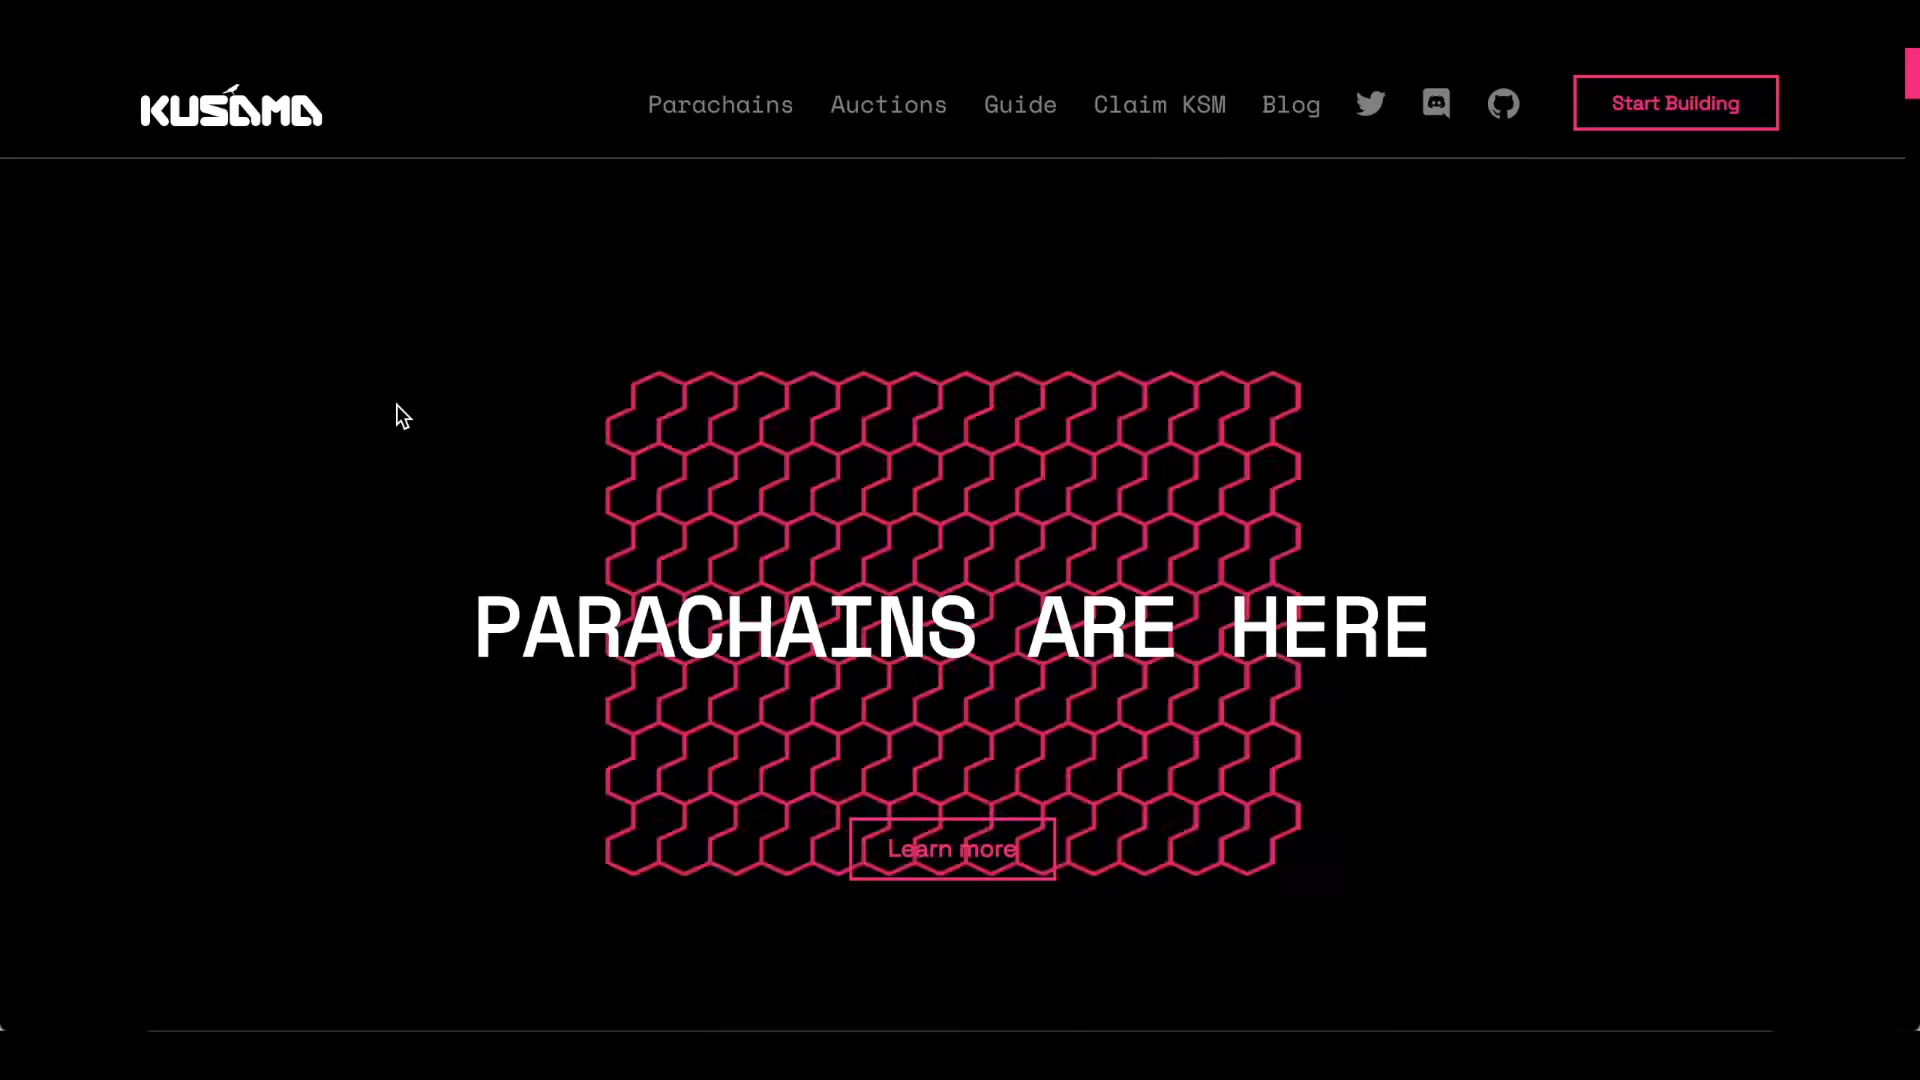 KUSAMA
Parachains Auctions Guide Claim KSM Blog
Start Building
PARACHAINS ARE HERE
Learn more